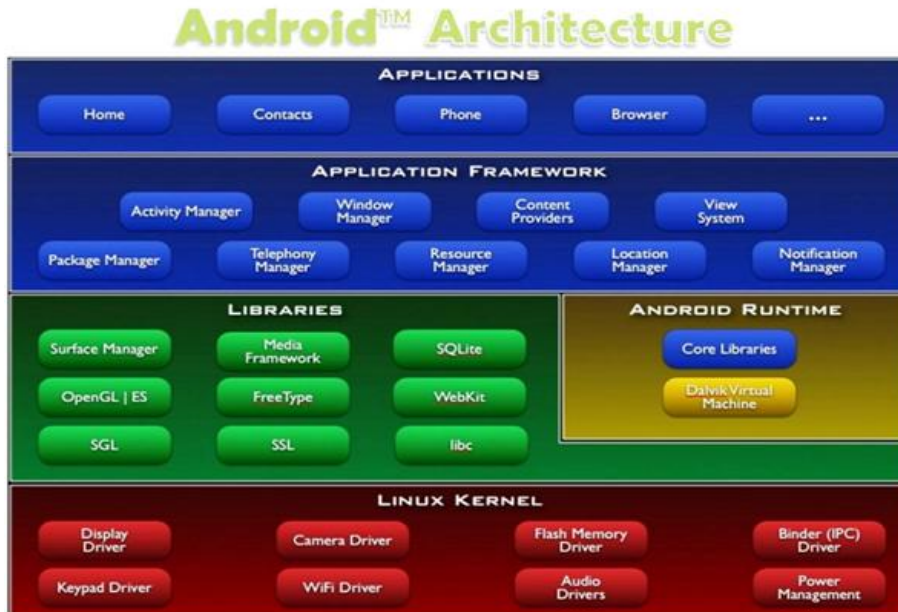 Android™ Architecture
APPLICATIONS
Home
Contacts
Phone
Browser
...
APPLICATION FRAMEWORK
Activity Manager
Window
Manager
Content
Providers
View
System
Package Manager
Telephony
Manager
Resource
Manager
Location
Manager
Notification
Manager
LIBRARIES
Surface Manager
Media
Framework
SQLite
OpenGL | ES
FreeType
WebKit
SGL
SSL
libc
ANDROID RUNTIME
Core Libraries
Dalvik Virtual
Machine
LINUX KERNEL
Display
Driver
Camera Driver
Flash Memory
Driver
Binder (IPC)
Driver
Keypad Driver
WiFi Driver
Audio
Drivers
Power
Management